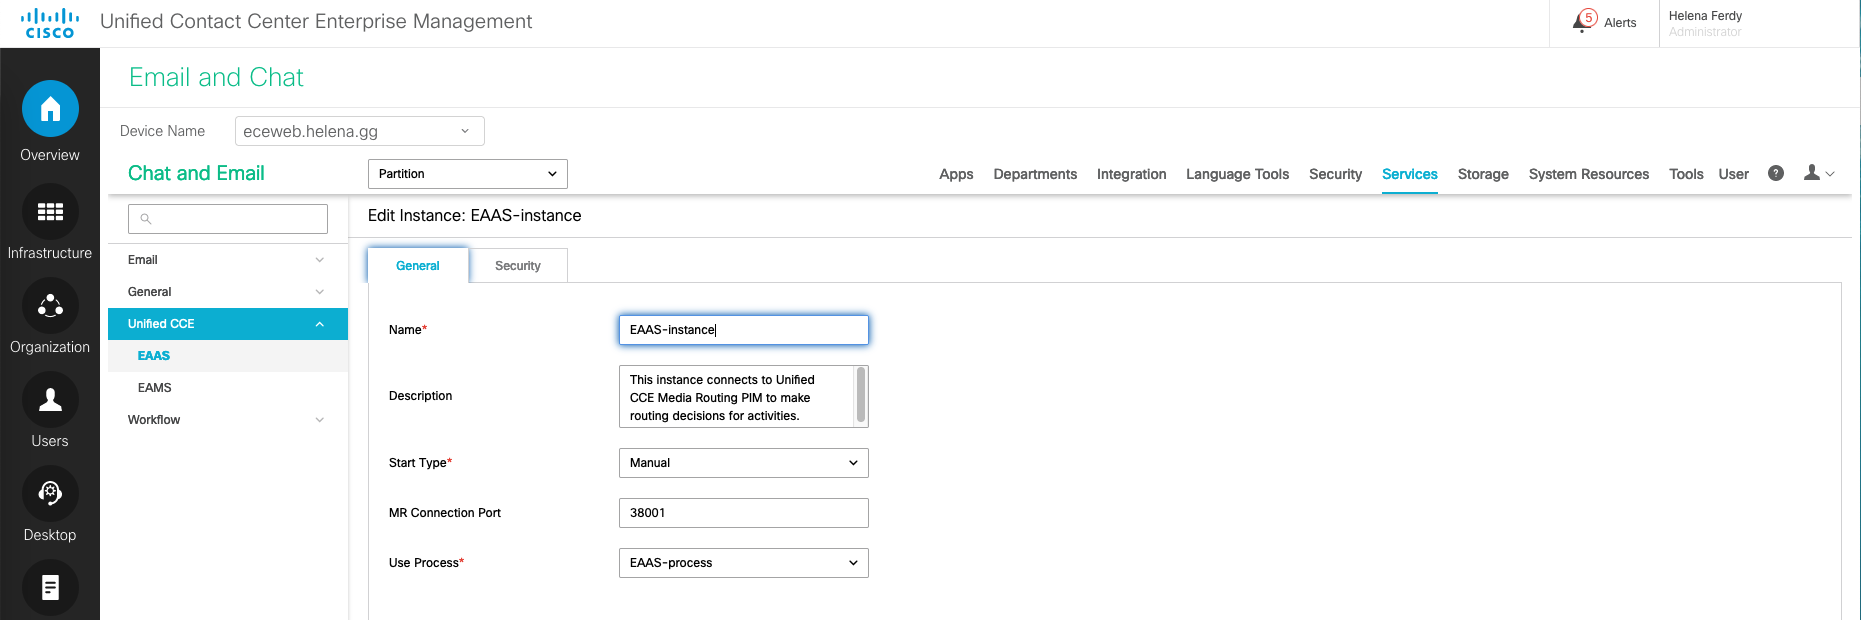 CISCO
Unified Contact Center Enterprise Management
5
Alerts
Helena Ferdy
Administrator
Email and Chat
Device Name
eceweb.helena.gg
Chat and Email
Partition
Apps
Departments
Integration
Language Tools
Security
Services
Storage
System Resources
Tools
User
?
Overview
Infrastructure
Organization
Users
Desktop
Email
General
Unified CCE
EAAS
EAMS
Workflow
Edit Instance: EAAS-instance
General
Security
Name*
EAAS-instance
Description
This instance connects to Unified
CCE Media Routing PIM to make
routing decisions for activities.
Start Type*
Manual
MR Connection Port
38001
Use Process*
EAAS-process